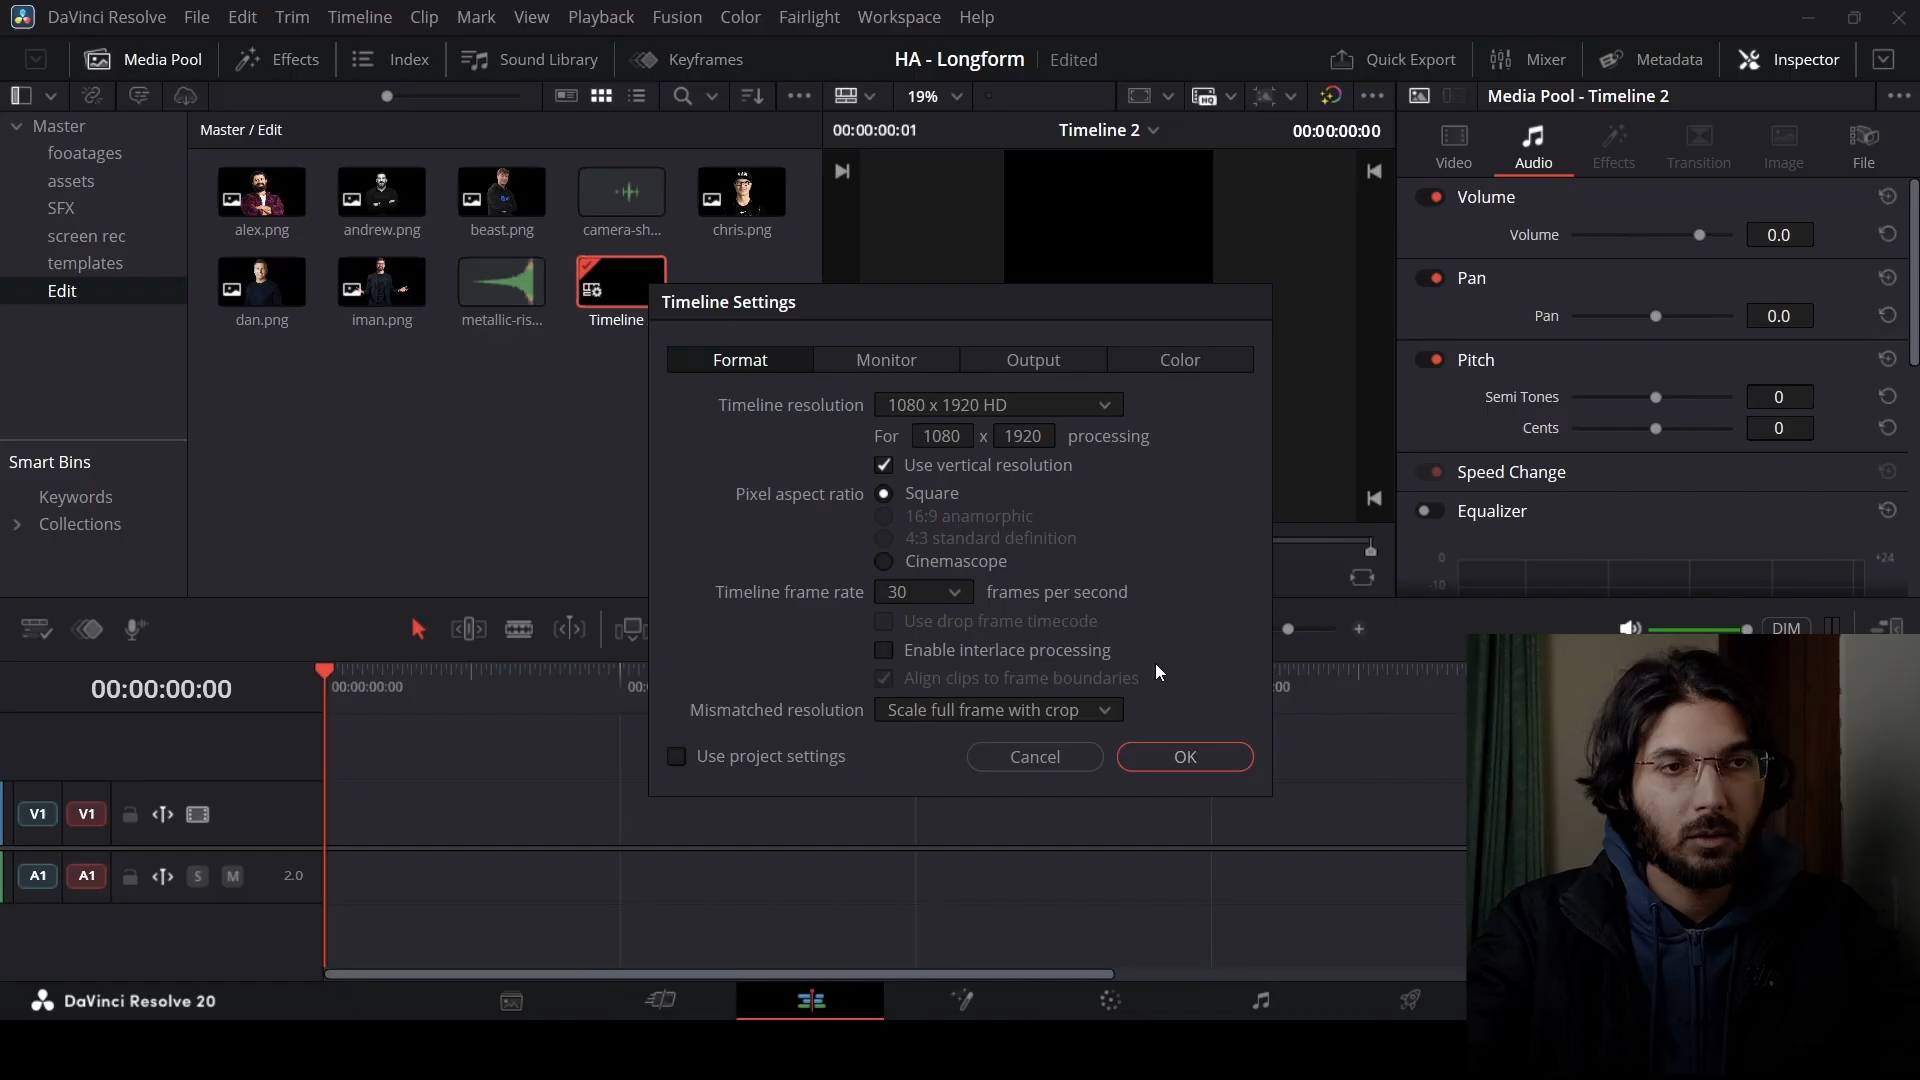 DaVinci Resolve File Edit Trim Timeline Clip Mark View Playback Fusion Color Fairlight Workspace Help
Media Pool Effects Index Sound Library Keyframes HA - Longform Edited Quick Export Mixer Metadata Inspector
19% Media Pool - Timeline 2
Master
Master / Edit
00:00:00:01 Timeline 2 00:00:00:00
fooatages
assets
SFX
screen rec
templates
Edit
alex.png andrew.png beast.png camera-sh... chris.png
dan.png iman.png metallic-ris... Timeline
Smart Bins
Keywords
Collections
Video Audio Effects Transition Image File
Volume
Volume 0.0
Pan
Pan 0.0
Pitch
Semi Tones 0
Cents 0
Speed Change
Equalizer
0 +24
-10
Timeline Settings
Format Monitor Output Color
Timeline resolution 1080 x 1920 HD
For 1080 x 1920 processing
Use vertical resolution
Pixel aspect ratio Square
16:9 anamorphic
4:3 standard definition
Cinemascope
Timeline frame rate 30 frames per second
Use drop frame timecode
Enable interlace processing
Align clips to frame boundaries
Mismatched resolution Scale full frame with crop
Use project settings Cancel OK
DIM
00:00:00:00 00:00:00:00 00: :00
V1 V1
A1 A1 S M 2.0
DaVinci Resolve 20